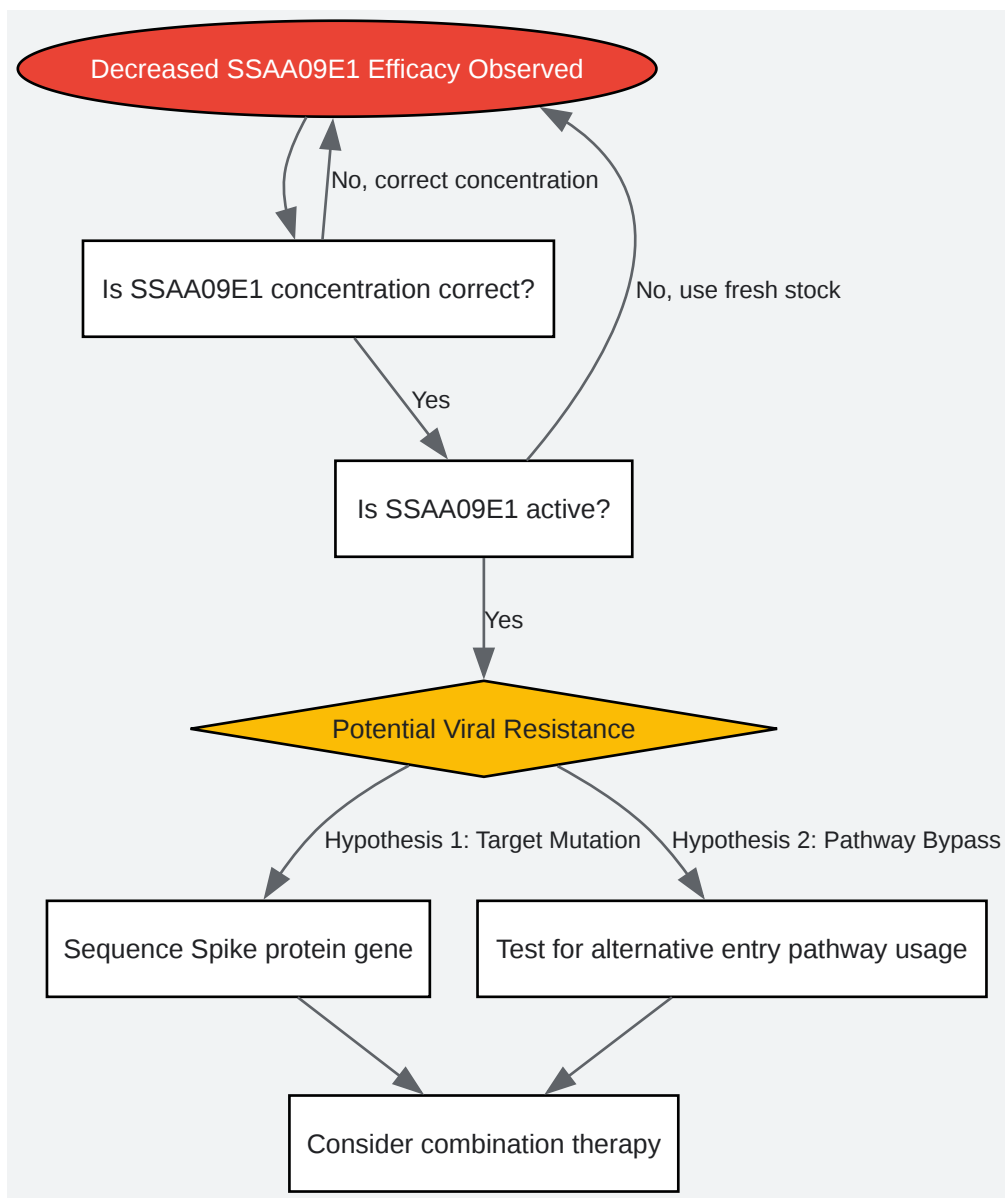 Decreased SSAA09E1 Efficacy Observed
No, correct concentration
Is SSAA09E1 concentration correct?
No, use fresh stock
Yes
Is SSAA09E1 active?
Yes
Potential Viral Resistance
Hypothesis 1: Target Mutation
Hypothesis 2: Pathway Bypass
Sequence Spike protein gene
Test for alternative entry pathway usage
Consider combination therapy